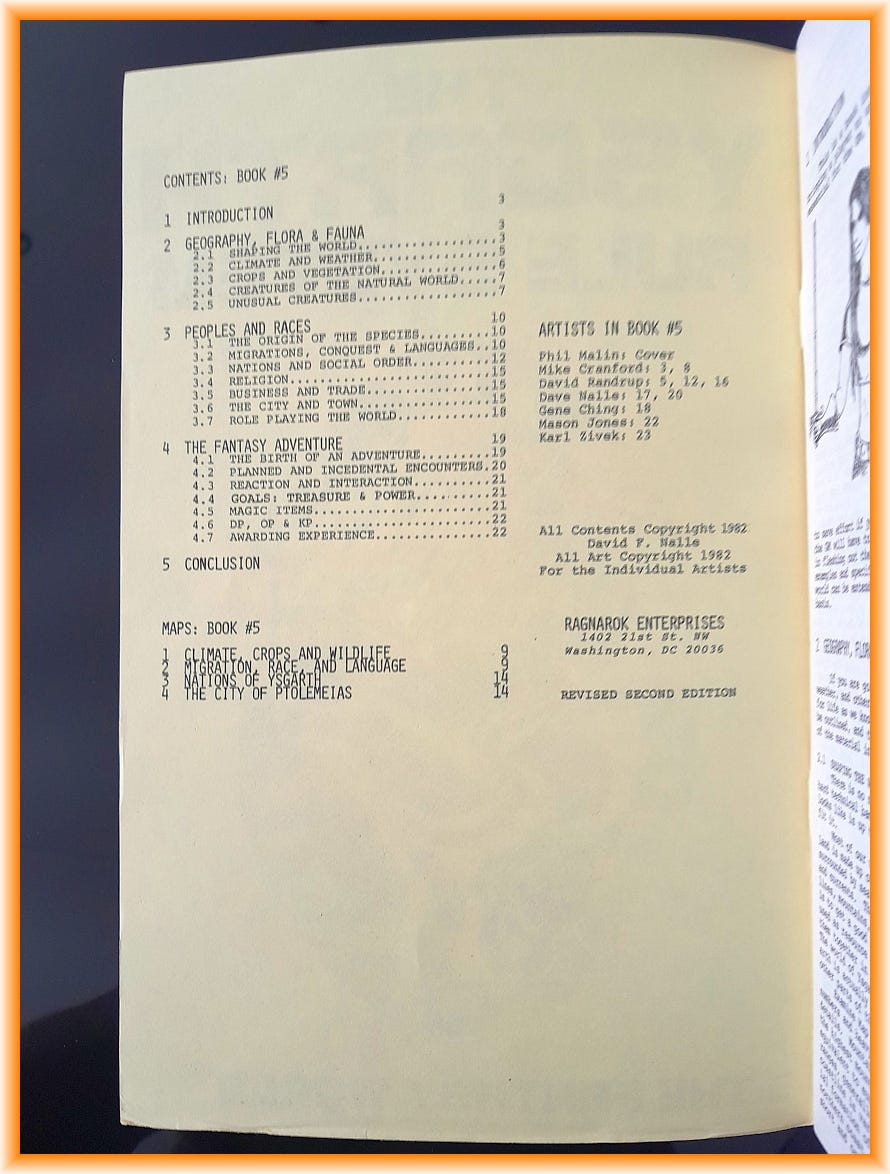 CONTENTS: BOOK #5
1 INTRODUCTION 3
2 GEOGRAPHY, FLORA & FAUNA 3
2.1 SHAPING THE WORLD..................3
2.2 CLIMATE AND WEATHER................5
2.3 CROPS AND VEGETATION...............6
2.4 CREATURES OF THE NATURAL WORLD.....7
2.5 UNUSUAL CREATURES..................7
3 PEOPLES AND RACES 10
3.1 THE ORIGIN OF THE SPECIES.........10
3.2 MIGRATIONS, CONQUEST & LANGUAGES..10
3.3 NATIONS AND SOCIAL ORDER..........12
3.4 RELIGION..........................15
3.5 BUSINESS AND TRADE................15
3.6 THE CITY AND TOWN.................15
3.7 ROLE PLAYING THE WORLD............18
4 THE FANTASY ADVENTURE 19
4.1 THE BIRTH OF AN ADVENTURE.........19
4.2 PLANNED AND INCEDENTAL ENCOUNTERS.20
4.3 REACTION AND INTERACTION..........21
4.4 GOALS: TREASURE & POWER...........21
4.5 MAGIC ITEMS.......................21
4.6 DP, OP & KP.......................22
4.7 AWARDING EXPERIENCE...............22
5 CONCLUSION
MAPS: BOOK #5
1 CLIMATE, CROPS AND WILDLIFE 9
2 MIGRATION, RACE, AND LANGUAGE 9
3 NATIONS OF YSGARTH 14
4 THE CITY OF PTOLEMEIAS 14
ARTISTS IN BOOK #5
Phil Malin: Cover
Mike Cranford: 3, 8
David Randrup: 5, 12, 16
Dave Nalle: 17, 20
Gene Ching: 18
Mason Jones: 22
Karl Zivek: 23
All Contents Copyright 1982
David F. Nalle
All Art Copyright 1982
For the Individual Artists
RAGNAROK ENTERPRISES
1402 21st St. NW
Washington, DC 20036
REVISED SECOND EDITION